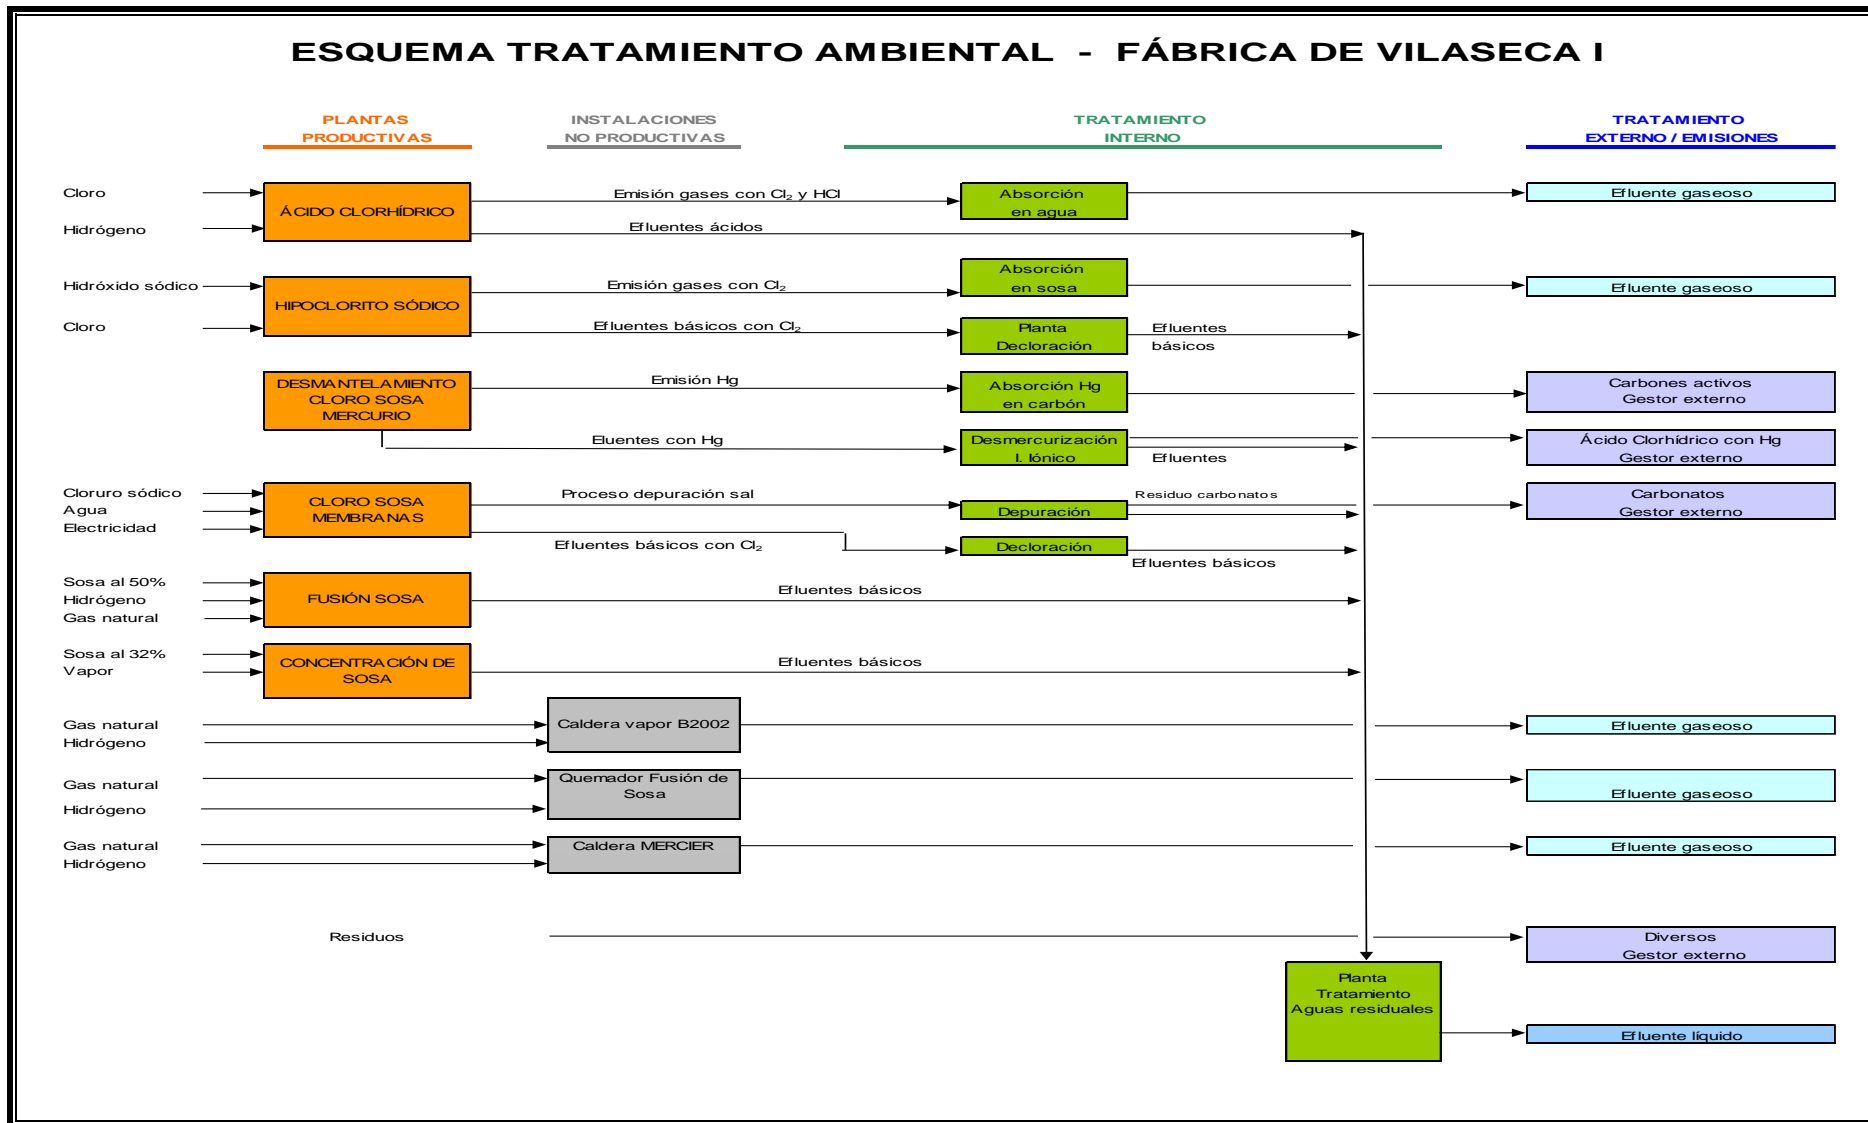 ESQUEMA TRATAMIENTO AMBIENTAL - FÁBRICA DE VILASECA I
PLANTAS
PRODUCTIVAS
INSTALACIONES
NO PRODUCTIVAS
TRATAMIENTO
INTERNO
TRATAMIENTO
EXTERNO / EMISIONES
Cloro
Hidrógeno
ÁCIDO CLORHÍDRICO
Emisión gases con Cl₂ y HCl
Efluentes ácidos
Absorción
en agua
Efluente gaseoso
Hidróxido sódico
Cloro
HIPOCLORITO SÓDICO
Emisión gases con Cl₂
Efluentes básicos con Cl₂
Absorción
en sosa
Planta
Decloración
Efluentes
básicos
Efluente gaseoso
DESMANTELAMIENTO
CLORO SOSA
MERCURIO
Emisión Hg
Eluentes con Hg
Absorción Hg
en carbón
Desmercurización
I. Iónico
Efluentes
Carbones activos
Gestor externo
Ácido Clorhídrico con Hg
Gestor externo
Cloruro sódico
Agua
Electricidad
CLORO SOSA
MEMBRANAS
Proceso depuración sal
Efluentes básicos con Cl₂
Depuración
Residuo carbonatos
Decloración
Efluentes básicos
Carbonatos
Gestor externo
Sosa al 50%
Hidrógeno
Gas natural
FUSIÓN SOSA
Efluentes básicos
Sosa al 32%
Vapor
CONCENTRACIÓN DE
SOSA
Efluentes básicos
Gas natural
Hidrógeno
Caldera vapor B2002
Efluente gaseoso
Gas natural
Hidrógeno
Quemador Fusión de
Sosa
Efluente gaseoso
Gas natural
Hidrógeno
Caldera MERCIER
Efluente gaseoso
Residuos
Diversos
Gestor externo
Planta
Tratamiento
Aguas residuales
Efluente líquido